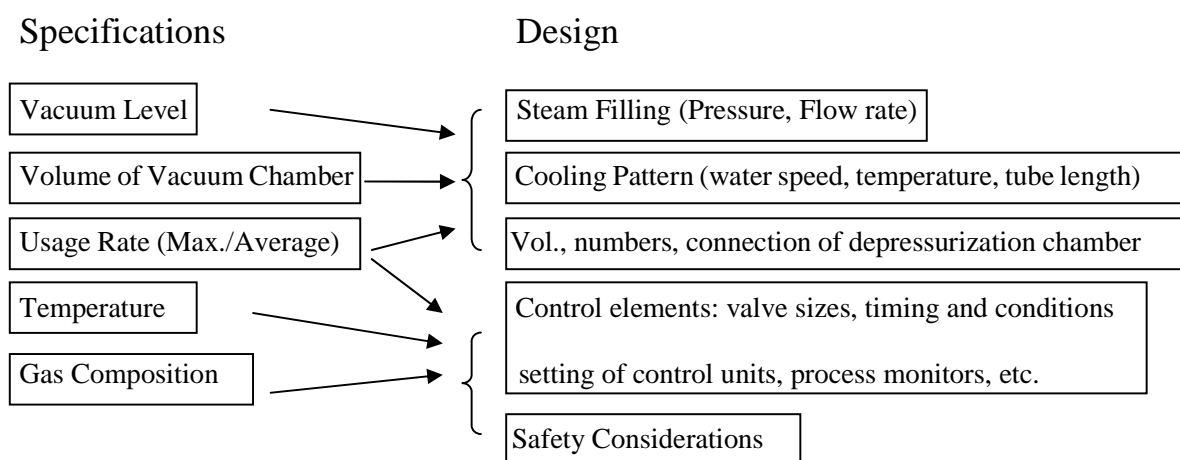 Specifications
Design
Vacuum Level
Steam Filling (Pressure, Flow rate)
Volume of Vacuum Chamber
Cooling Pattern (water speed, temperature, tube length)
Usage Rate (Max./Average)
Vol., numbers, connection of depressurization chamber
Temperature
Control elements: valve sizes, timing and conditions
Gas Composition
setting of control units, process monitors, etc.
Safety Considerations